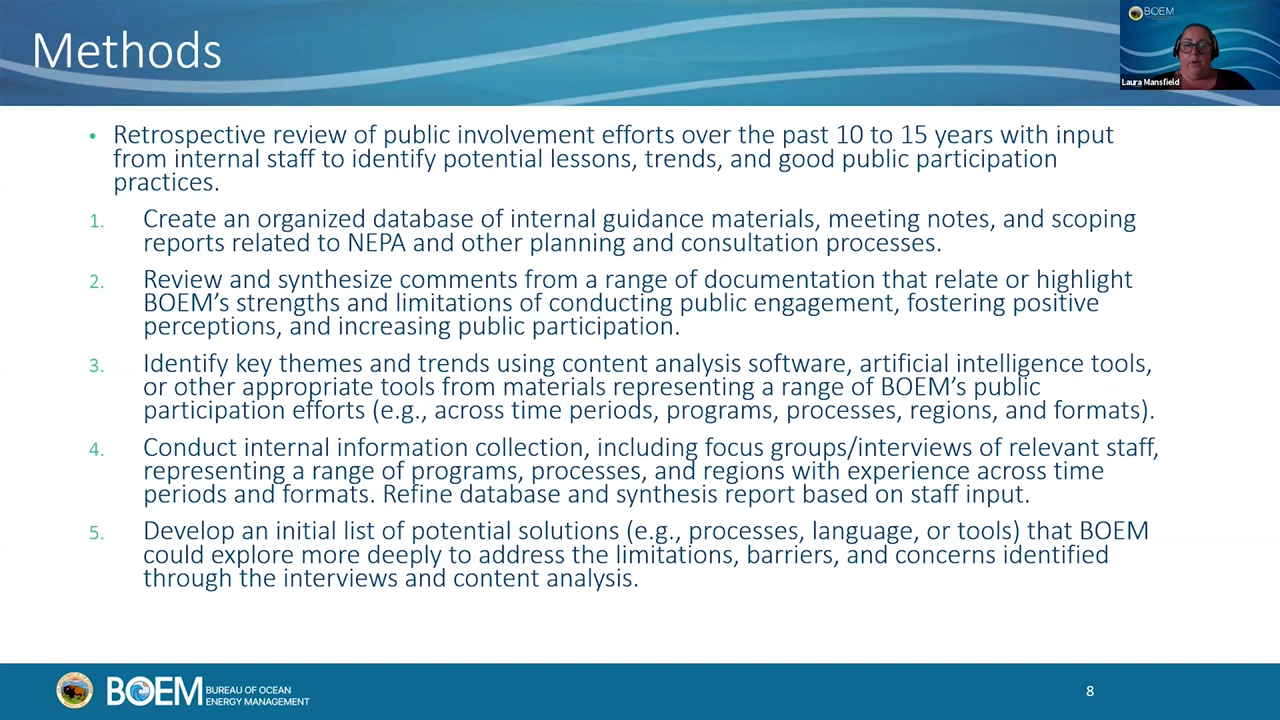 Methods
BOEM
Laura Mansfield
• Retrospective review of public involvement efforts over the past 10 to 15 years with input
from internal staff to identify potential lessons, trends, and good public participation
practices.
1. Create an organized database of internal guidance materials, meeting notes, and scoping
reports related to NEPA and other planning and consultation processes.
2. Review and synthesize comments from a range of documentation that relate or highlight
BOEM’s strengths and limitations of conducting public engagement, fostering positive
perceptions, and increasing public participation.
3. Identify key themes and trends using content analysis software, artificial intelligence tools,
or other appropriate tools from materials representing a range of BOEM’s public
participation efforts (e.g., across time periods, programs, processes, regions, and formats).
4. Conduct internal information collection, including focus groups/interviews of relevant staff,
representing a range of programs, processes, and regions with experience across time
periods and formats. Refine database and synthesis report based on staff input.
5. Develop an initial list of potential solutions (e.g., processes, language, or tools) that BOEM
could explore more deeply to address the limitations, barriers, and concerns identified
through the interviews and content analysis.
BOEM
BUREAU OF OCEAN
ENERGY MANAGEMENT
8